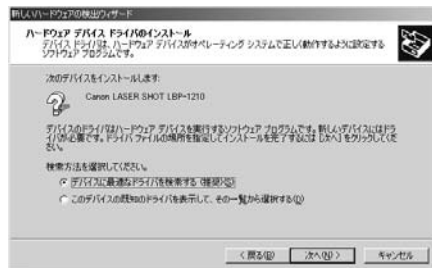 新しいハードウェアの検出ウィザード
ハードウェア デバイス ドライバのインストール
デバイス ドライバは、ハードウェア デバイスがオペレーティング システムで正しく動作するように設定する
ソフトウェア プログラムです。
次のデバイスをインストールします:
Canon LASER SHOT LBP-1210
デバイスのドライバはハードウェア デバイスを実行するソフトウェア プログラムです。新しいデバイスにはドラ
イバが必要です。ドライバ ファイルの場所を指定してインストールを完了するには [次へ] をクリックしてくだ
さい。
検索方法を選択してください。
デバイスに最適なドライバを検索する (推奨)(S)
このデバイスの既知のドライバを表示して、その一覧から選択する(D)
< 戻る(B) 次へ(N) > キャンセル